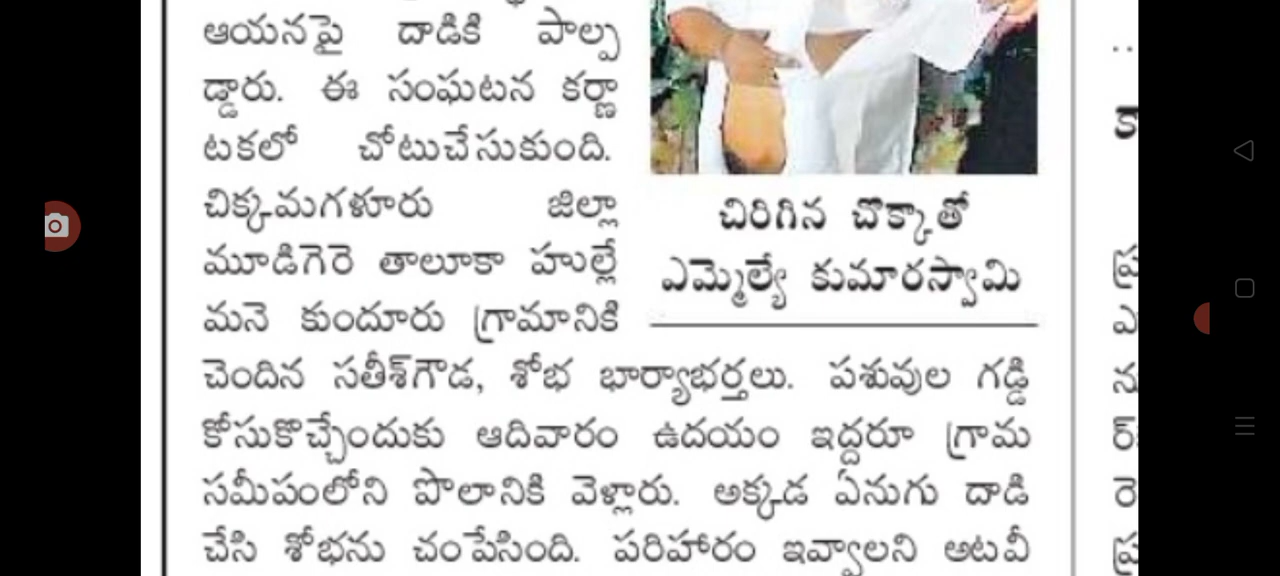 ఆయనపై దాడికి పాల్ప
డ్డారు. ఈ సంఘటన కర్ణా
టకలో చోటుచేసుకుంది.
చిక్కమగళూరు జిల్లా
మూడిగెరె తాలూకా హుల్లే
మనె కుందూరు గ్రామానికి
చిరిగిన చొక్కాతో
ఎమ్మెల్యే కుమారస్వామి
చెందిన సతీశ్‌గౌడ, శోభ భార్యాభర్తలు. పశువుల గడ్డి
కోసుకొచ్చేందుకు ఆదివారం ఉదయం ఇద్దరూ గ్రామ
సమీపంలోని పొలానికి వెళ్లారు. అక్కడ ఏనుగు దాడి
చేసి శోభను చంపేసింది. పరిహారం ఇవ్వాలని అటవీ